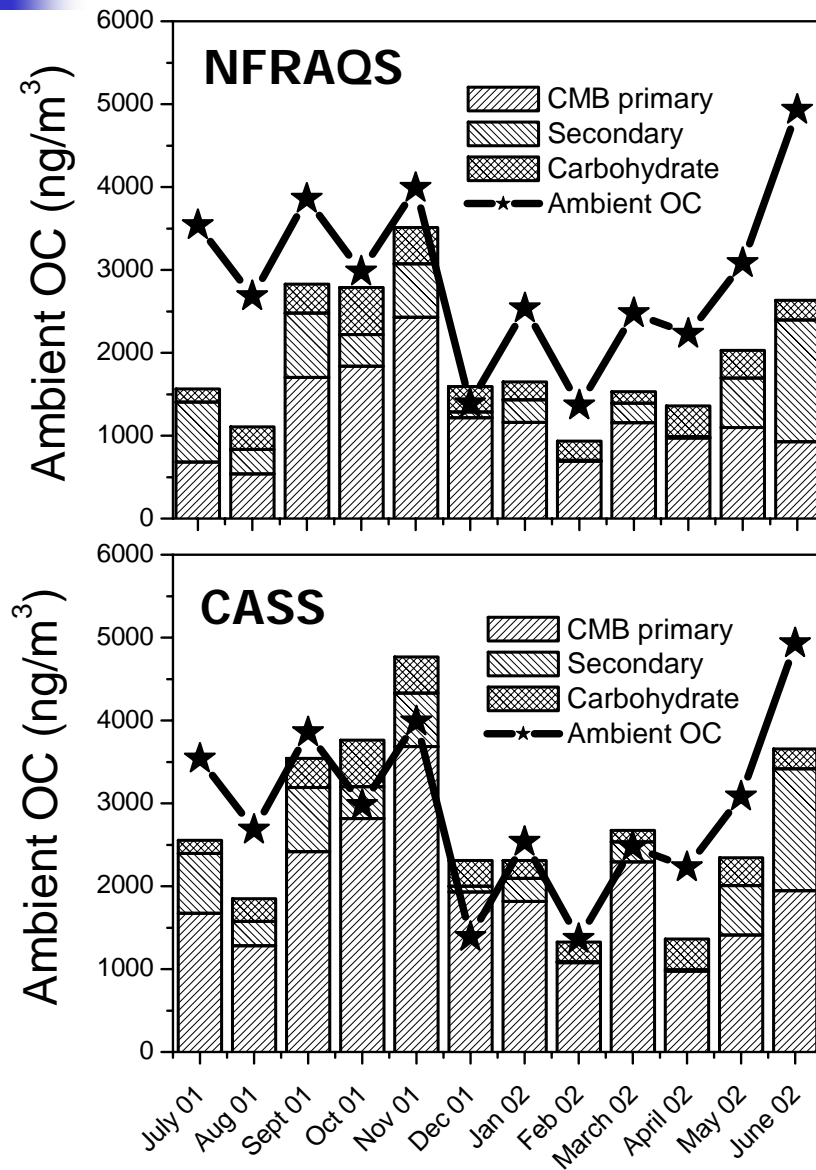 NFRAQS
CMB primary
Secondary
Carbohydrate
Ambient OC
Ambient OC (ng/m³)
6000
5000
4000
3000
2000
1000
0
CASS
CMB primary
Secondary
Carbohydrate
Ambient OC
Ambient OC (ng/m³)
6000
5000
4000
3000
2000
1000
0
July 01
Aug 01
Sept 01
Oct 01
Nov 01
Dec 01
Jan 02
Feb 02
March 02
April 02
May 02
June 02